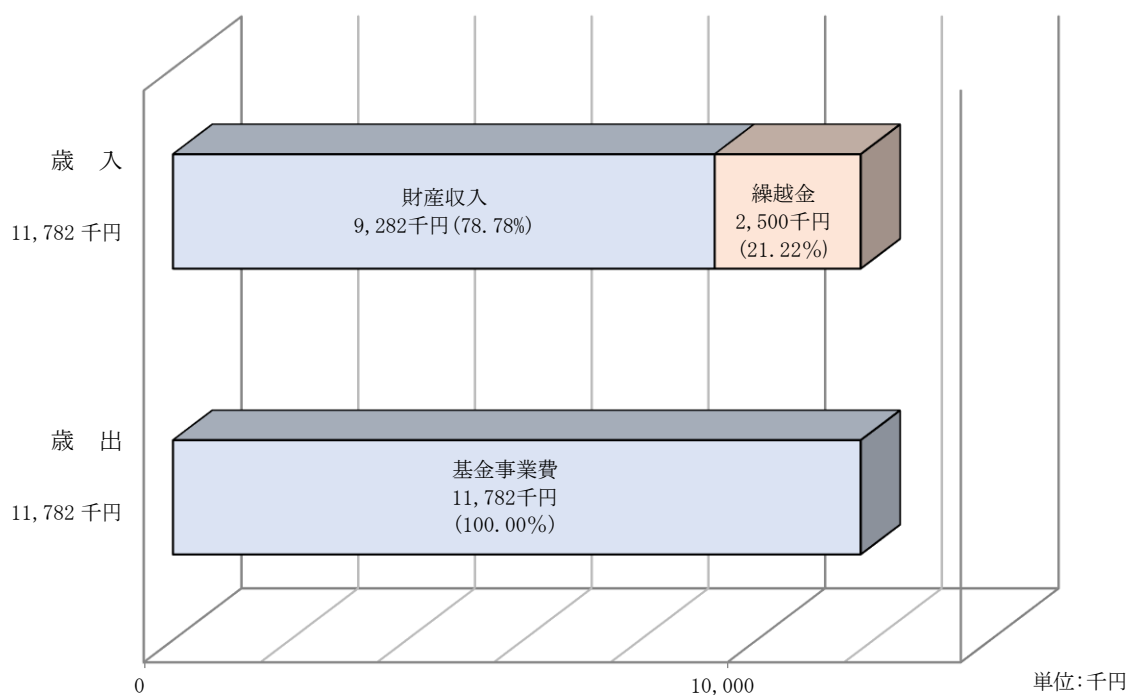 歳　入
11,782 千円
財産収入
9,282千円(78.78%)
繰越金
2,500千円
(21.22%)
歳　出
11,782 千円
基金事業費
11,782千円
(100.00%)
0
10,000
単位:千円